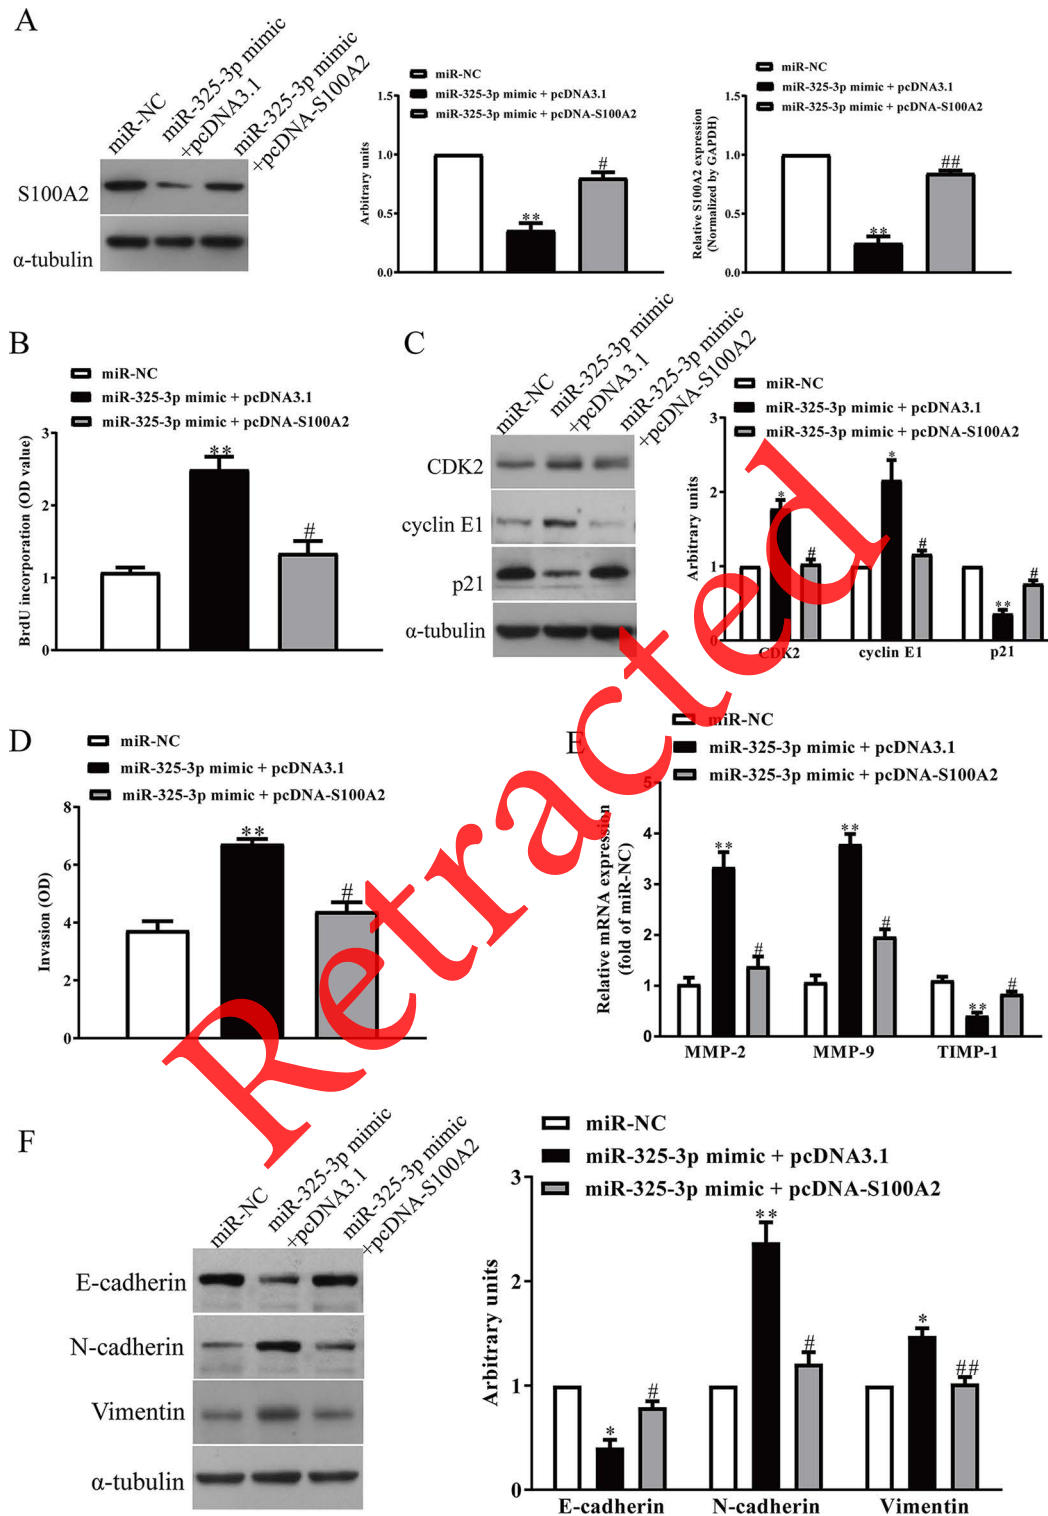 A
miR-NC
miR-325-3p mimic
+pcDNA3.1
miR-325-3p mimic
+pcDNA-S100A2
S100A2
α-tubulin
miR-NC
miR-325-3p mimic + pcDNA3.1
miR-325-3p mimic + pcDNA-S100A2
Arbitrary units
1.5
1.0
0.5
0.0
**
#
miR-NC
miR-325-3p mimic + pcDNA3.1
miR-325-3p mimic + pcDNA-S100A2
Relative S100A2 expression
(Normalized by GAPDH)
1.5
1.0
0.5
0.0
**
##
B
miR-NC
miR-325-3p mimic + pcDNA3.1
miR-325-3p mimic + pcDNA-S100A2
BrdU incorporation (OD value)
3
2
1
0
**
#
C
miR-NC
miR-325-3p mimic
+pcDNA3.1
miR-325-3p mimic
+pcDNA-S100A2
CDK2
cyclin E1
p21
α-tubulin
miR-NC
miR-325-3p mimic + pcDNA3.1
miR-325-3p mimic + pcDNA-S100A2
Arbitrary units
3
2
1
0
*
#
*
#
**
#
CDK2
cyclin E1
p21
D
miR-NC
miR-325-3p mimic + pcDNA3.1
miR-325-3p mimic + pcDNA-S100A2
Invasion (OD)
8
6
4
2
0
**
#
E
miR-NC
miR-325-3p mimic + pcDNA3.1
miR-325-3p mimic + pcDNA-S100A2
Relative mRNA expression
(fold of miR-NC)
5
4
3
2
1
0
**
#
**
#
**
#
MMP-2
MMP-9
TIMP-1
Retracted
F
miR-NC
miR-325-3p mimic
+pcDNA3.1
miR-325-3p mimic
+pcDNA-S100A2
E-cadherin
N-cadherin
Vimentin
α-tubulin
miR-NC
miR-325-3p mimic + pcDNA3.1
miR-325-3p mimic + pcDNA-S100A2
Arbitrary units
3
2
1
0
*
#
**
#
*
##
E-cadherin
N-cadherin
Vimentin